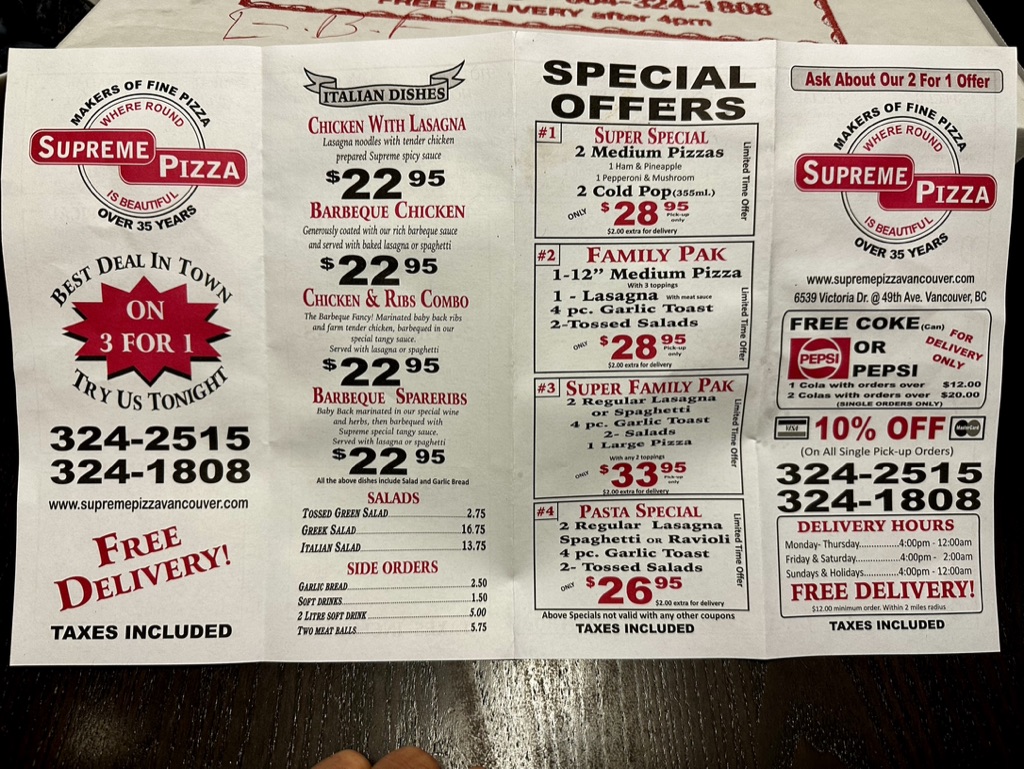 04-324-1808
FREE DELIVERY after 4pm
MAKERS OF FINE PIZZA
WHERE ROUND
SUPREME PIZZA
IS BEAUTIFUL
OVER 35 YEARS
BEST DEAL IN TOWN
ON
3 FOR 1
TRY US TONIGHT
324-2515
324-1808
www.supremepizzavancouver.com
FREE
DELIVERY!
TAXES INCLUDED
ITALIAN DISHES
CHICKEN WITH LASAGNA
Lasagna noodles with tender chicken
prepared Supreme spicy sauce
$22 95
BARBEQUE CHICKEN
Generously coated with our rich barbeque sauce
and served with baked lasagna or spaghetti
$22 95
CHICKEN & RIBS COMBO
The Barbeque Fancy! Marinated baby back ribs
and farm tender chicken, barbequed in our
special tangy sauce.
Served with lasagna or spaghetti
$22 95
BARBEQUE SPARERIBS
Baby Back marinated in our special wine
and herbs, then barbequed with
Supreme special tangy sauce.
Served with lasagna or spaghetti
$22 95
All the above dishes include Salad and Garlic Bread
SALADS
TOSSED GREEN SALAD 2.75
GREEK SALAD 16.75
ITALIAN SALAD 13.75
SIDE ORDERS
GARLIC BREAD 2.50
SOFT DRINKS 1.50
2 LITRE SOFT DRINK 5.00
TWO MEAT BALLS 5.75
SPECIAL
OFFERS
#1 SUPER SPECIAL
2 Medium Pizzas
1 Ham & Pineapple
1 Pepperoni & Mushroom
2 Cold Pop (355ml.)
ONLY $28 95 Pick-up only
$2.00 extra for delivery
Limited Time Offer
#2 FAMILY PAK
1-12” Medium Pizza
With 3 toppings
1 - Lasagna With meat sauce
4 pc. Garlic Toast
2-Tossed Salads
ONLY $28 95 Pick-up only
$2.00 extra for delivery
Limited Time Offer
#3 SUPER FAMILY PAK
2 Regular Lasagna
or Spaghetti
4 pc. Garlic Toast
2- Salads
1 Large Pizza
With any 2 toppings
ONLY $33 95 Pick-up only
$2.00 extra for delivery
Limited Time Offer
#4 PASTA SPECIAL
2 Regular Lasagna
Spaghetti OR Ravioli
4 pc. Garlic Toast
2- Tossed Salads
ONLY $26 95 $2.00 extra for delivery
Limited Time Offer
Above Specials not valid with any other coupons
TAXES INCLUDED
Ask About Our 2 For 1 Offer
MAKERS OF FINE PIZZA
WHERE ROUND
SUPREME PIZZA
IS BEAUTIFUL
OVER 35 YEARS
www.supremepizzavancouver.com
6539 Victoria Dr. @ 49th Ave. Vancouver, BC
FREE COKE (Can)
PEPSI OR
PEPSI
FOR DELIVERY ONLY
1 Cola with orders over $12.00
2 Colas with orders over $20.00
(SINGLE ORDERS ONLY)
VISA 10% OFF MasterCard
(On All Single Pick-up Orders)
324-2515
324-1808
DELIVERY HOURS
Monday- Thursday..............4:00pm - 12:00am
Friday & Saturday..............4:00pm - 2:00am
Sundays & Holidays...........4:00pm - 12:00am
FREE DELIVERY!
$12.00 minimum order. Within 2 miles radius
TAXES INCLUDED